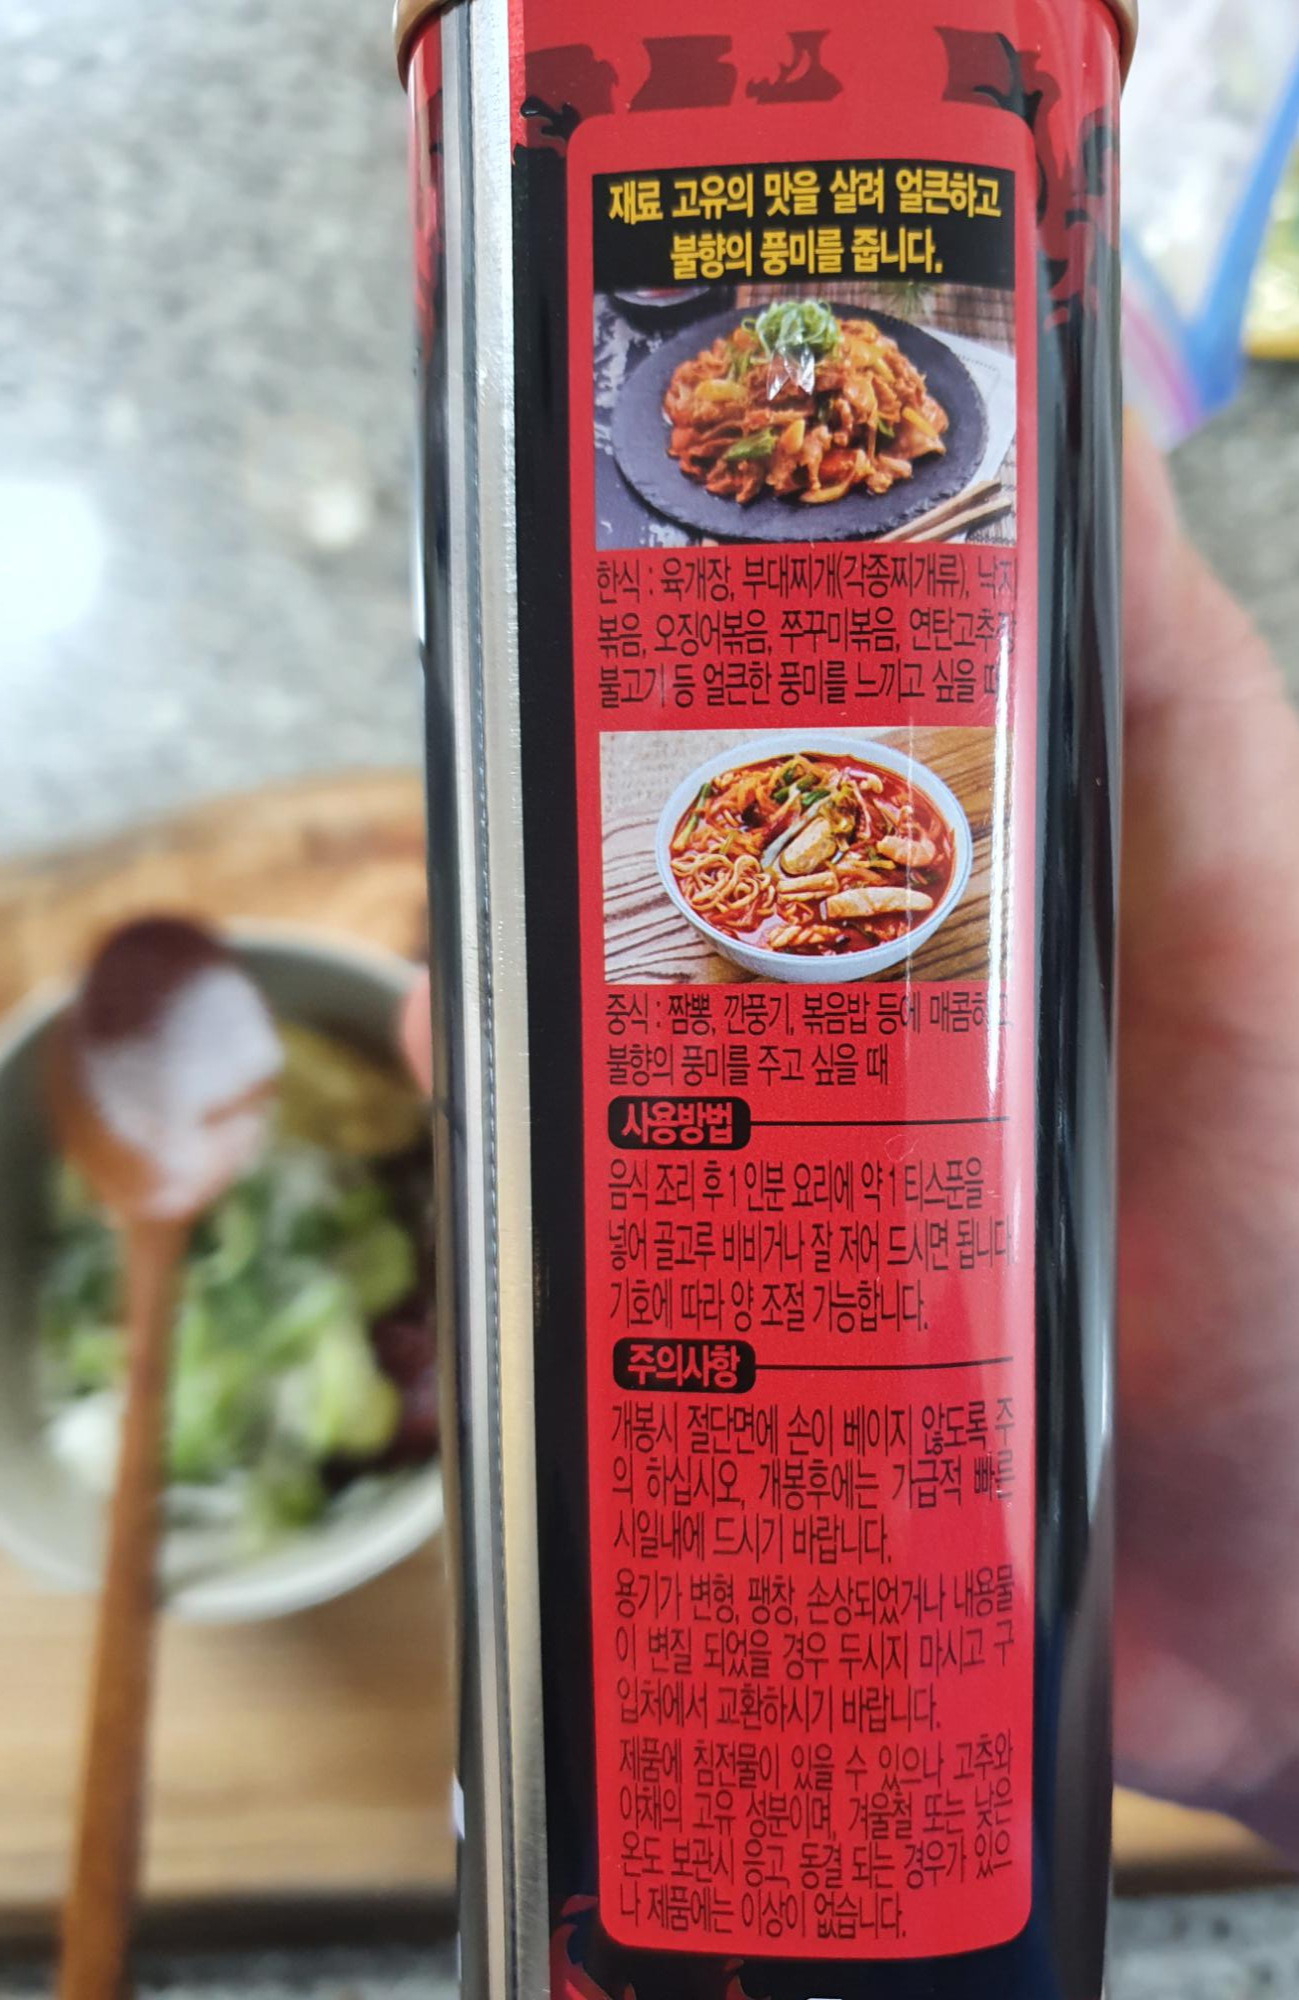 재료 고유의 맛을 살려 얼큰하고
불향의 풍미를 줍니다.
한식 : 육개장, 부대찌개(각종찌개류), 낙지
볶음, 오징어볶음, 쭈꾸미볶음, 연탄고추장
불고기 등 얼큰한 풍미를 느끼고 싶을 때
중식 : 짬뽕, 깐풍기, 볶음밥 등에 매콤하고
불향의 풍미를 주고 싶을 때
사용방법
음식 조리 후 1인분 요리에 약 1 티스푼을
넣어 골고루 비비거나 잘 저어 드시면 됩니다
기호에 따라 양 조절 가능합니다.
주의사항
개봉시 절단면에 손이 베이지 않도록 주
의 하십시오, 개봉후에는 가급적 빠른
시일내에 드시기 바랍니다.
용기가 변형, 팽창, 손상되었거나 내용물
이 변질 되었을 경우 두시지 마시고 구
입처에서 교환하시기 바랍니다.
제품에 침전물이 있을 수 있으나 고추와
야채의 고유 성분이며, 겨울철 또는 낮은
온도 보관시 응고, 동결 되는 경우가 있으
나 제품에는 이상이 없습니다.